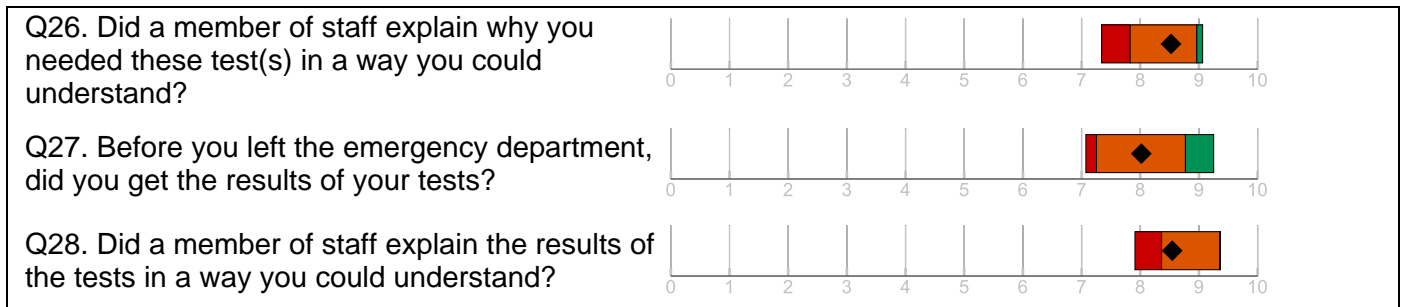 Q26. Did a member of staff explain why you
needed these test(s) in a way you could
understand?
0 1 2 3 4 5 6 7 8 9 10
Q27. Before you left the emergency department,
did you get the results of your tests?
0 1 2 3 4 5 6 7 8 9 10
Q28. Did a member of staff explain the results of
the tests in a way you could understand?
0 1 2 3 4 5 6 7 8 9 10